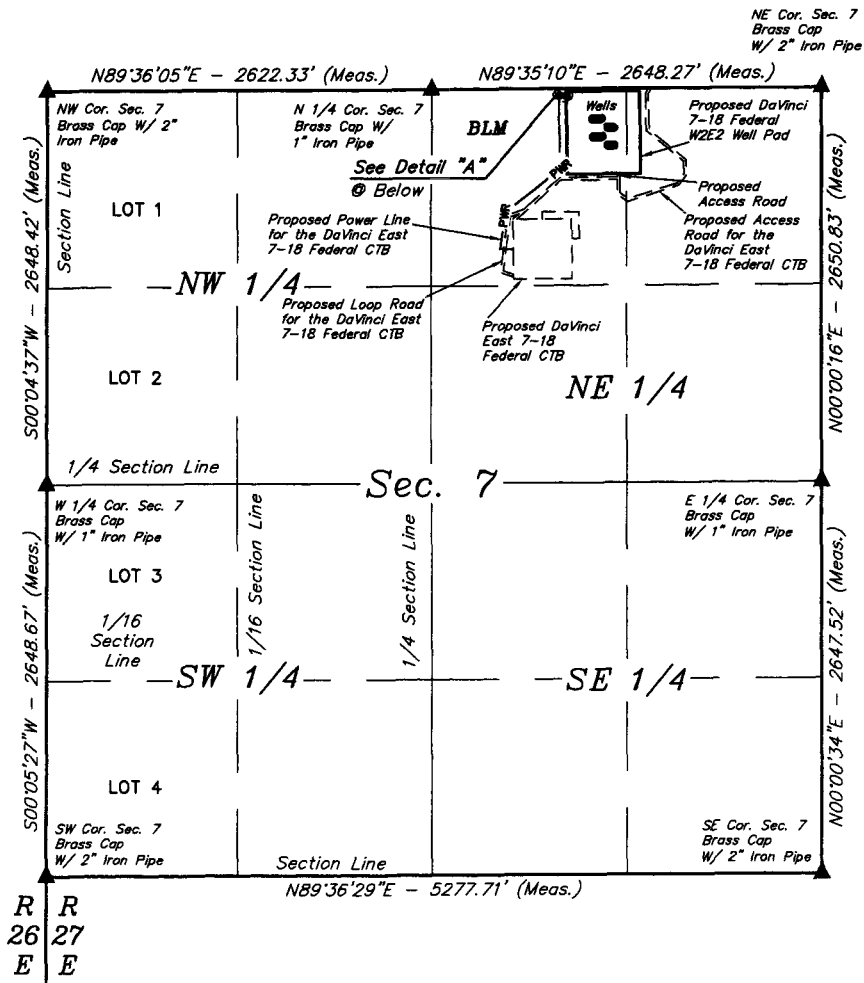 NE Cor. Sec. 7
Brass Cap
W/ 2" Iron Pipe
N89°36'05"E - 2622.33' (Meas.)
N89°35'10"E - 2648.27' (Meas.)
NW Cor. Sec. 7
Brass Cap W/ 2"
Iron Pipe
N 1/4 Cor. Sec. 7
Brass Cap W/
1" Iron Pipe
BLM
Wells
Proposed DaVinci
7-18 Federal
W2E2 Well Pad
See Detail "A"
@ Below
PWR
Proposed
Access Road
Proposed Access
Road for the
DaVinci East
7-18 Federal CTB
S00°04'37"W - 2648.42' (Meas.)
Section Line
LOT 1
Proposed Power Line
for the DaVinci East
7-18 Federal CTB
PWR
N00°00'16"E - 2650.83' (Meas.)
NW 1/4
Proposed Loop Road
for the DaVinci East
7-18 Federal CTB
Proposed DaVinci
East 7-18
Federal CTB
LOT 2
NE 1/4
1/4 Section Line
Sec. 7
W 1/4 Cor. Sec. 7
Brass Cap
W/ 1" Iron Pipe
E 1/4 Cor. Sec. 7
Brass Cap
W/ 1" Iron Pipe
LOT 3
1/16
Section
Line
1/16 Section Line
1/4 Section Line
S00°05'27"W - 2648.67' (Meas.)
N00°00'34"E - 2647.52' (Meas.)
SW 1/4
SE 1/4
LOT 4
SW Cor. Sec. 7
Brass Cap
W/ 2" Iron Pipe
SE Cor. Sec. 7
Brass Cap
W/ 2" Iron Pipe
Section Line
N89°36'29"E - 5277.71' (Meas.)
R R
26 27
E E